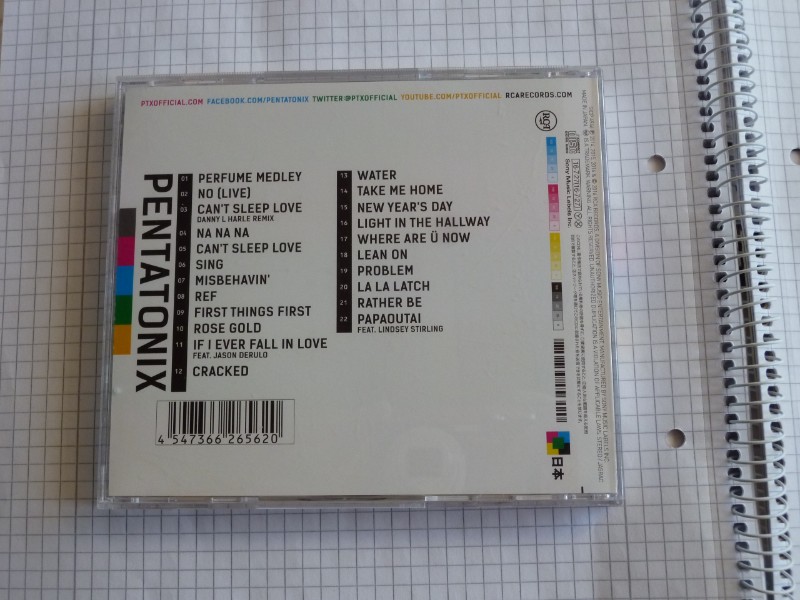 PTXOFFICIAL.COM FACEBOOK.COM/PENTATONIX TWITTER@PTXOFFICIAL YOUTUBE.COM/PTXOFFICIAL RCARECORDS.COM
PENTATONIX
01 PERFUME MEDLEY
02 NO (LIVE)
03 CAN'T SLEEP LOVE
DANNY L HARLE REMIX
04 NA NA NA
05 CAN'T SLEEP LOVE
06 SING
07 MISBEHAVIN'
08 REF
09 FIRST THINGS FIRST
10 ROSE GOLD
11 IF I EVER FALL IN LOVE
FEAT. JASON DERULO
12 CRACKED
13 WATER
14 TAKE ME HOME
15 NEW YEAR'S DAY
16 LIGHT IN THE HALLWAY
17 WHERE ARE Ü NOW
18 LEAN ON
19 PROBLEM
20 LA LA LATCH
21 RATHER BE
22 PAPAOUTAI
FEAT. LINDSEY STIRLING
4 547366 265620
RCA
Sony Music Labels Inc.
日本